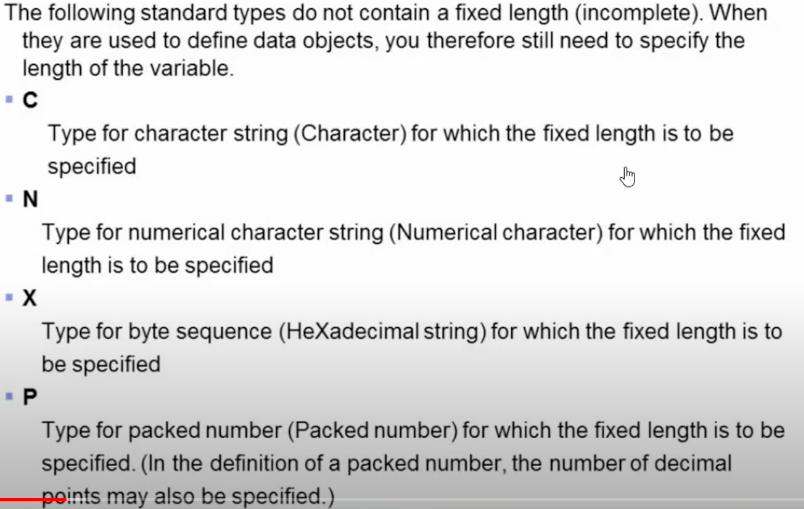 The following standard types do not contain a fixed length (incomplete). When
they are used to define data objects, you therefore still need to specify the
length of the variable.
C
Type for character string (Character) for which the fixed length is to be
specified
N
Type for numerical character string (Numerical character) for which the fixed
length is to be specified
X
Type for byte sequence (HeXadecimal string) for which the fixed length is to
be specified
P
Type for packed number (Packed number) for which the fixed length is to be
specified. (In the definition of a packed number, the number of decimal
points may also be specified.)